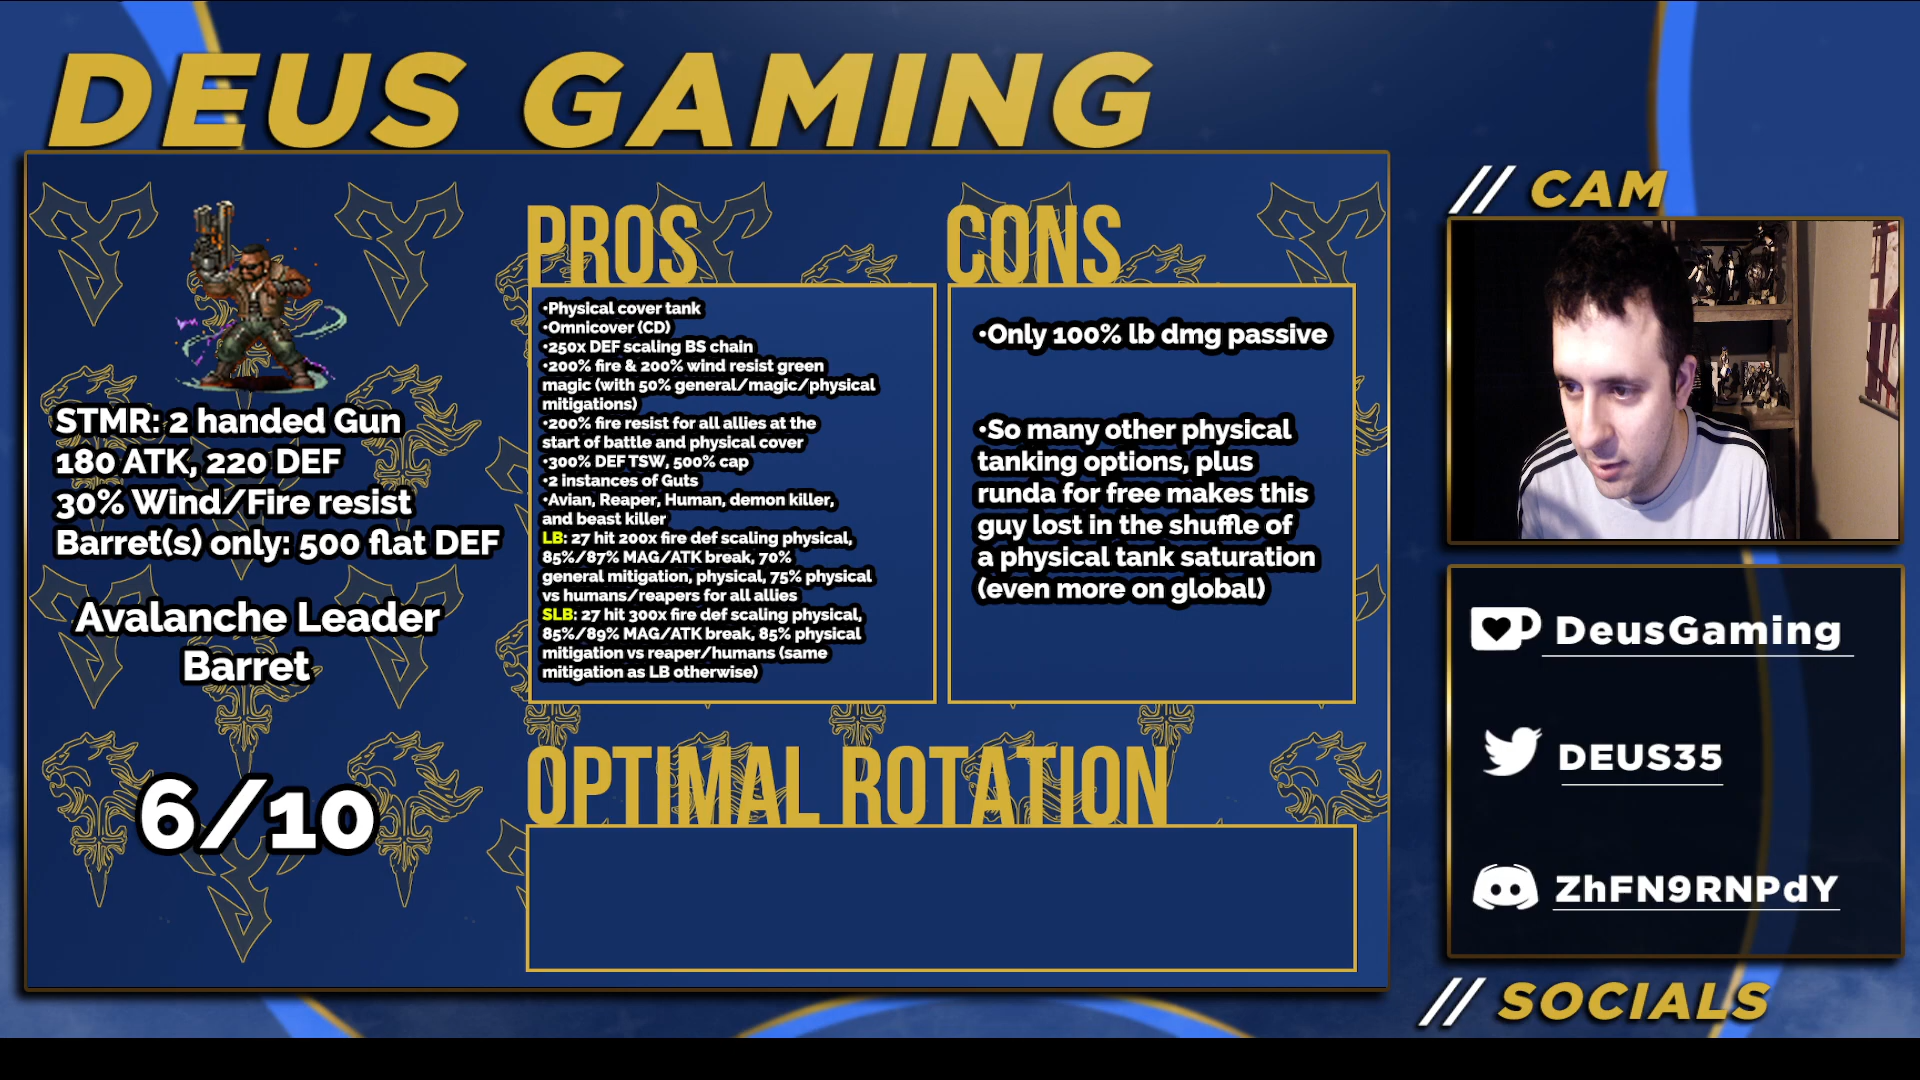 DEUS GAMING
STMR: 2 handed Gun
180 ATK, 220 DEF
30% Wind/Fire resist
Barret(s) only: 500 flat DEF
Avalanche Leader
Barret
6/10
PROS
•Physical cover tank
•Omnicover (CD)
•250x DEF scaling BS chain
•200% fire & 200% wind resist green
magic (with 50% general/magic/physical
mitigations)
•200% fire resist for all allies at the
start of battle and physical cover
•300% DEF TSW, 500% cap
•2 instances of Guts
•Avian, Reaper, Human, demon killer,
and beast killer
LB: 27 hit 200x fire def scaling physical,
85%/87% MAG/ATK break, 70%
general mitigation, physical, 75% physical
vs humans/reapers for all allies
SLB: 27 hit 300x fire def scaling physical,
85%/89% MAG/ATK break, 85% physical
mitigation vs reaper/humans (same
mitigation as LB otherwise)
CONS
•Only 100% lb dmg passive
•So many other physical
tanking options, plus
runda for free makes this
guy lost in the shuffle of
a physical tank saturation
(even more on global)
OPTIMAL ROTATION
// CAM
DeusGaming
DEUS35
ZhFN9RNPdY
// SOCIALS